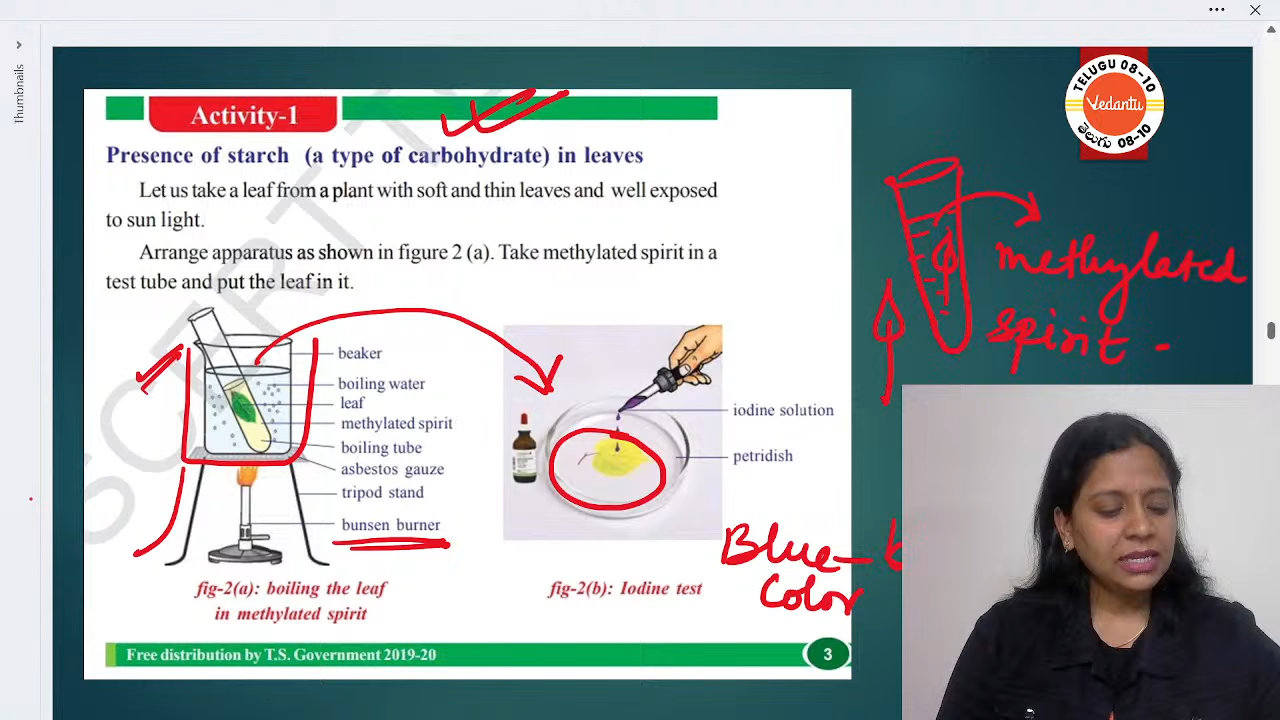 Thumbnails
TELUGU 08-10
Vedantu
తెలుగు 08-10
Activity-1
Presence of starch (a type of carbohydrate) in leaves
Let us take a leaf from a plant with soft and thin leaves and well exposed
to sun light.
Arrange apparatus as shown in figure 2 (a). Take methylated spirit in a
test tube and put the leaf in it.
SCERT
methylated
spirit -
beaker
boiling water
leaf
methylated spirit
boiling tube
asbestos gauze
tripod stand
bunsen burner
iodine solution
petridish
Blue-
Color
fig-2(a): boiling the leaf
in methylated spirit
fig-2(b): Iodine test
Free distribution by T.S. Government 2019-20
3